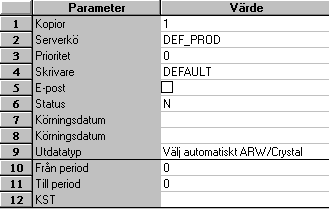 Parameter Värde
1 Kopior 1
2 Serverkö DEF_PROD
3 Prioritet 0
4 Skrivare DEFAULT
5 E-post
6 Status N
7 Körningsdatum
8 Körningsdatum
9 Utdatatyp Välj automatiskt ARW/Crystal
10 Från period 0
11 Till period 0
12 KST